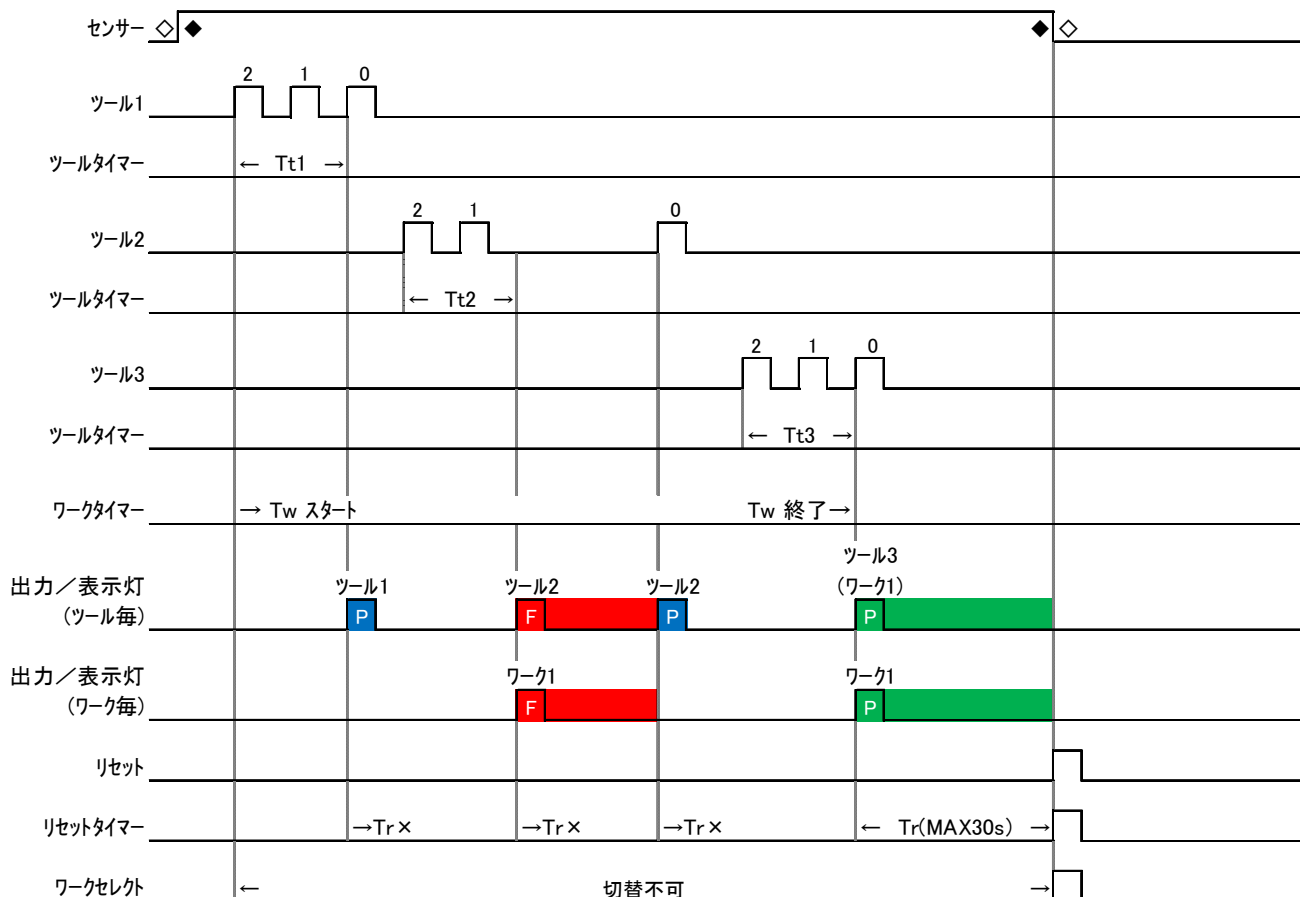 センサー ◇ ◆ ◆ ◇
2 1 0
ツール1
ツールタイマー ← Tt1 →
2 1 0
ツール2
ツールタイマー ← Tt2 →
2 1 0
ツール3
ツールタイマー ← Tt3 →
ワークタイマー → Tw スタート Tw 終了→
ツール3
出力／表示灯 ツール1 ツール2 ツール2 (ワーク1)
(ツール毎) P F P P
出力／表示灯 ワーク1 ワーク1
(ワーク毎) F P
リセット
リセットタイマー →Tr× →Tr× →Tr× ← Tr(MAX30s) →
ワークセレクト ← 切替不可 →